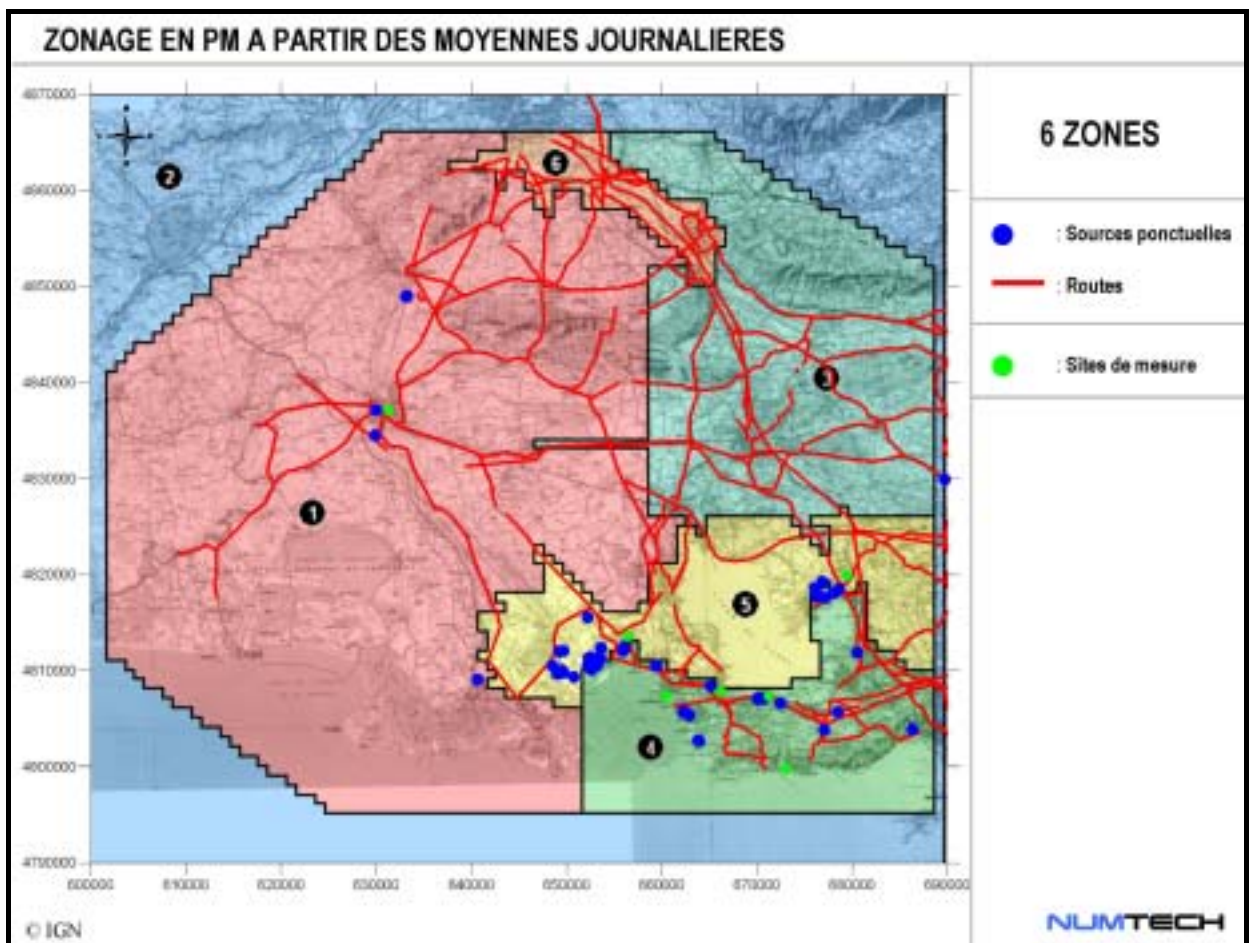 ZONAGE EN PM A PARTIR DES MOYENNES JOURNALIERES
6 ZONES
: Sources ponctuelles
: Routes
: Sites de mesure
4870000
4860000
4850000
4840000
4830000
4820000
4810000
4800000
4790000
600000 610000 620000 630000 640000 650000 660000 670000 680000 690000
2
6
3
1
5
4
© IGN
NUMTECH